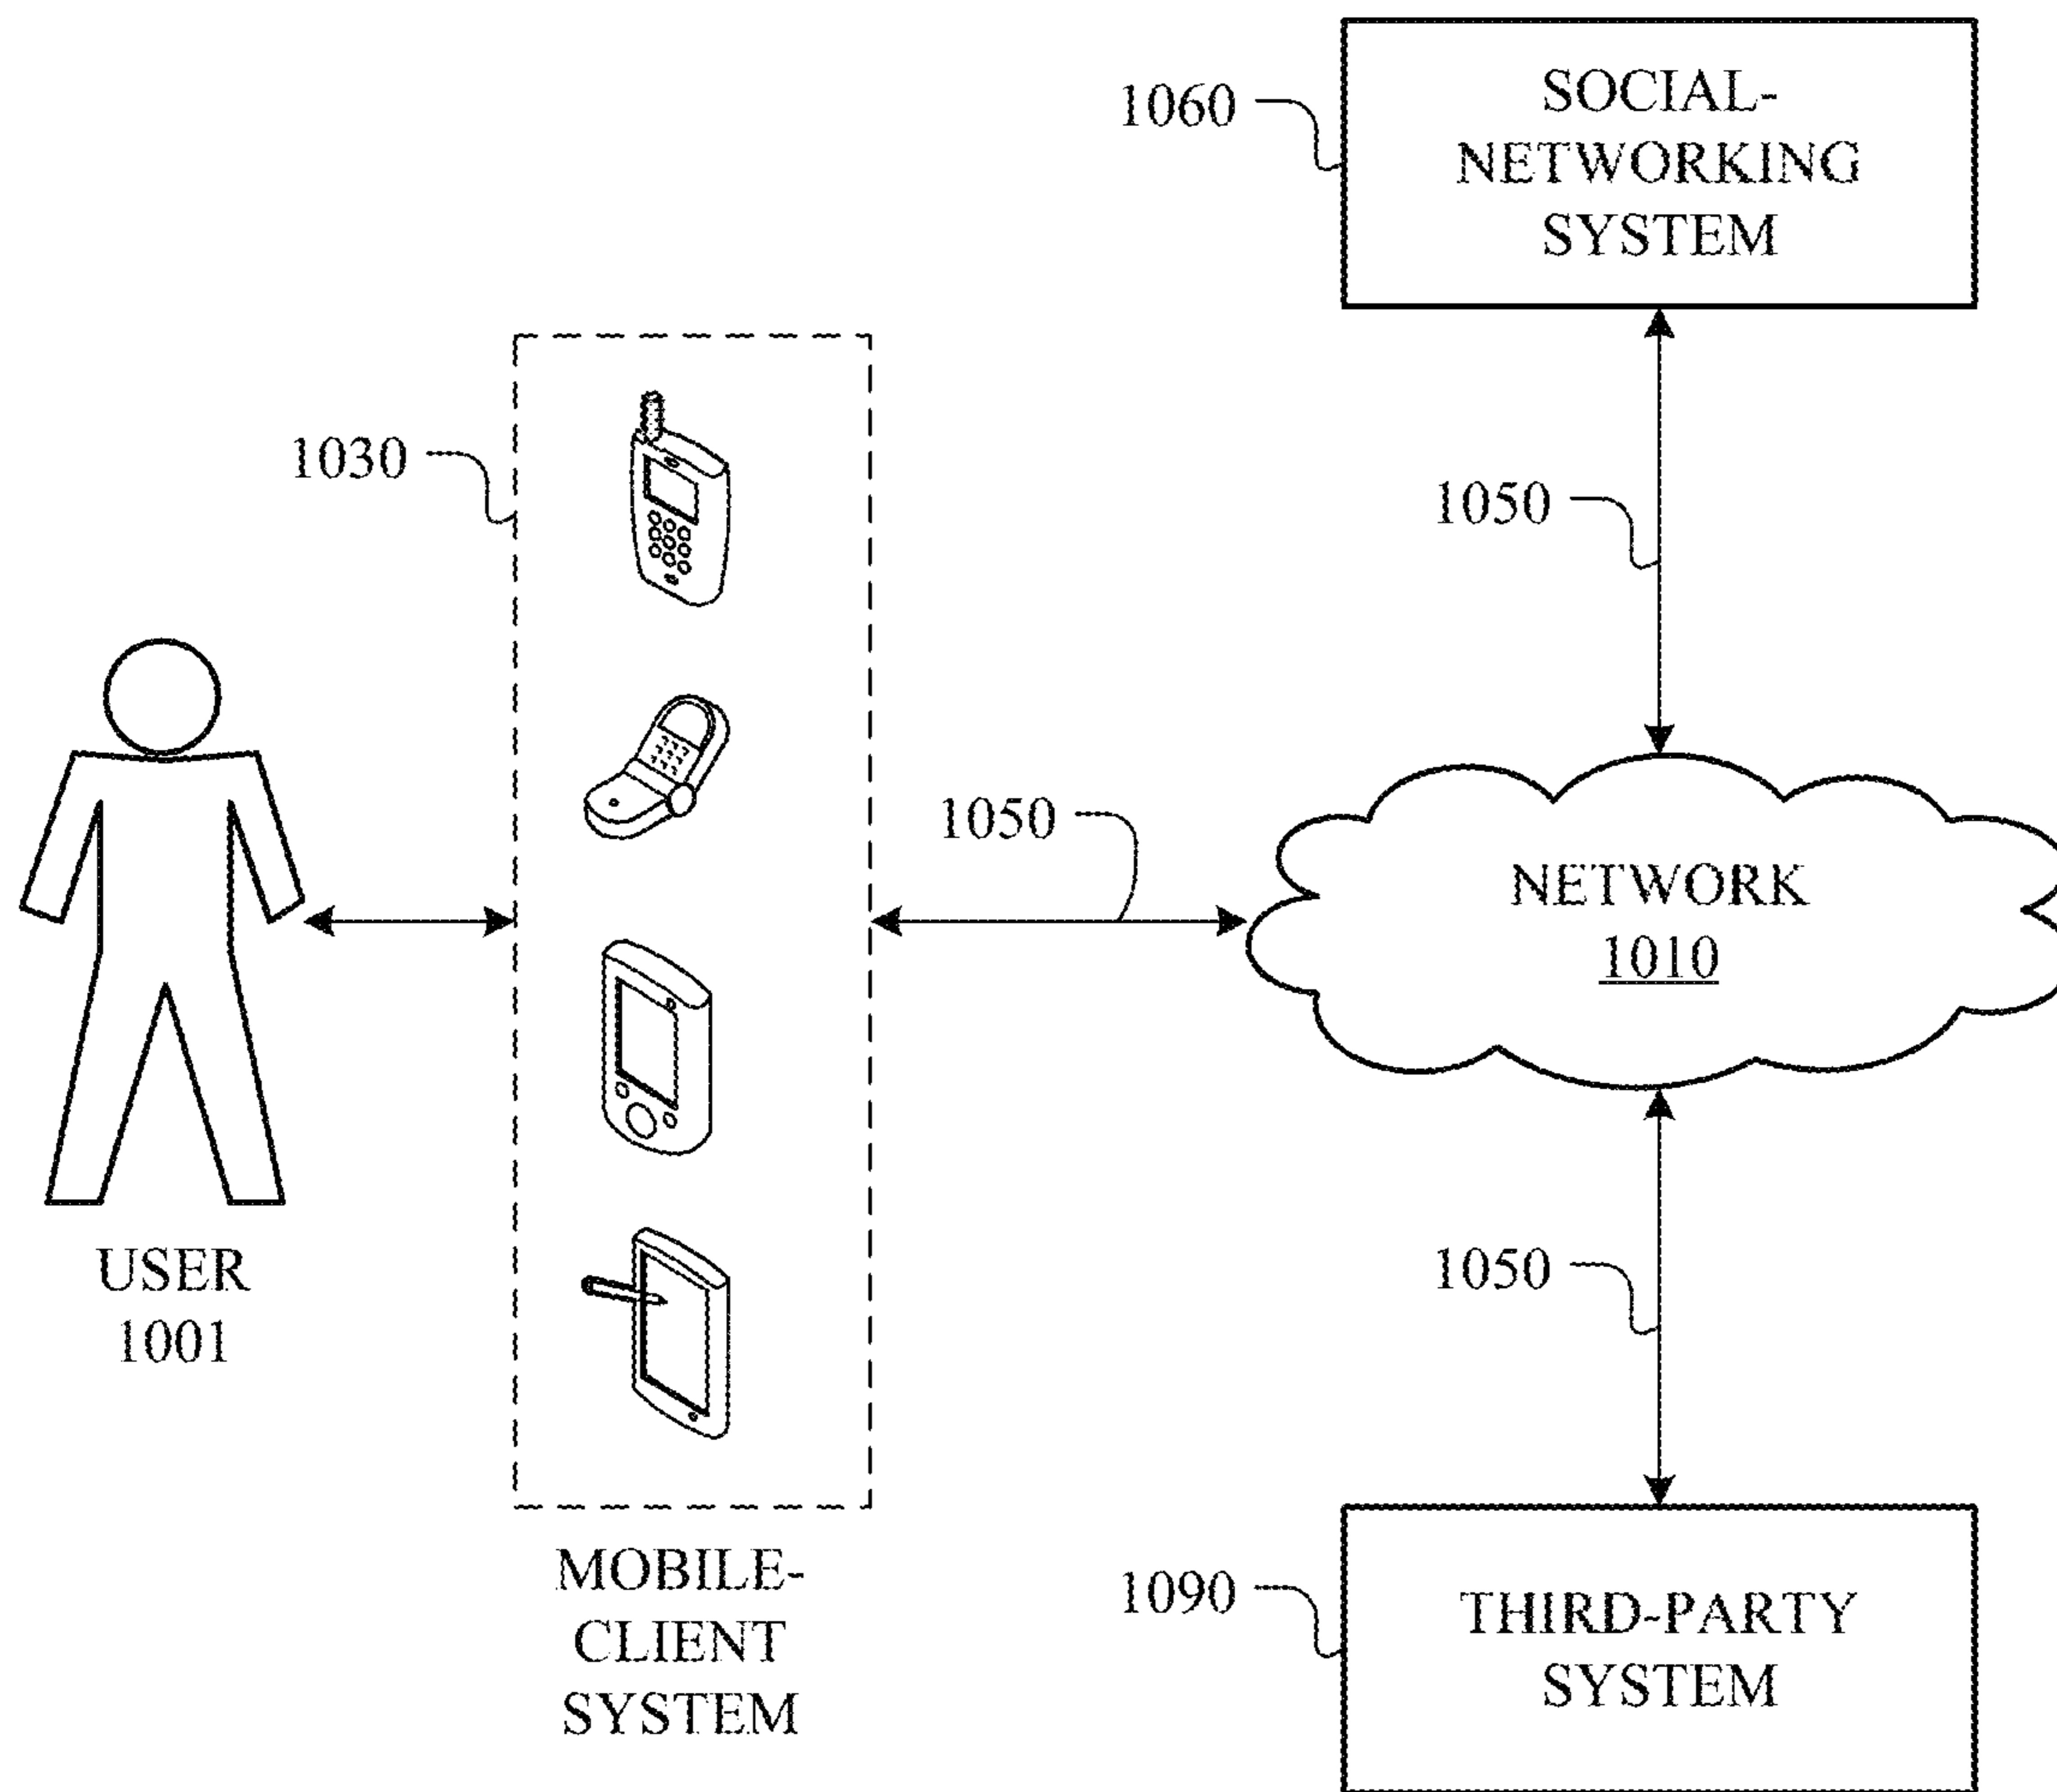 1060
SOCIAL-
NETWORKING
SYSTEM
1030
1050
1050
NETWORK
1010
USER
1001
1050
MOBILE-
CLIENT
SYSTEM
1090
THIRD-PARTY
SYSTEM